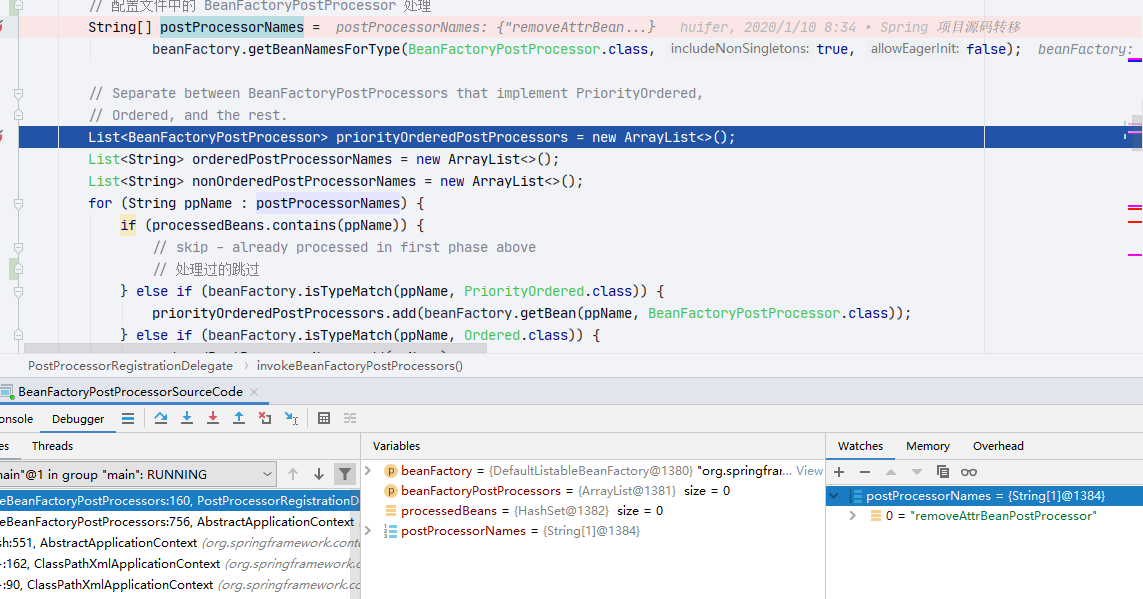 // 配置文件中的 BeanFactoryPostProcessor 处理
String[] postProcessorNames = postProcessorNames: {"removeAttrBean...} huifer, 2020/1/10 8:34 • Spring 项目源码转移
beanFactory.getBeanNamesForType(BeanFactoryPostProcessor.class, includeNonSingletons: true, allowEagerInit: false); beanFactory:
// Separate between BeanFactoryPostProcessors that implement PriorityOrdered,
// Ordered, and the rest.
List<BeanFactoryPostProcessor> priorityOrderedPostProcessors = new ArrayList<>();
List<String> orderedPostProcessorNames = new ArrayList<>();
List<String> nonOrderedPostProcessorNames = new ArrayList<>();
for (String ppName : postProcessorNames) {
if (processedBeans.contains(ppName)) {
// skip - already processed in first phase above
// 处理过的跳过
} else if (beanFactory.isTypeMatch(ppName, PriorityOrdered.class)) {
priorityOrderedPostProcessors.add(beanFactory.getBean(ppName, BeanFactoryPostProcessor.class));
} else if (beanFactory.isTypeMatch(ppName, Ordered.class)) {
PostProcessorRegistrationDelegate › invokeBeanFactoryPostProcessors()
BeanFactoryPostProcessorSourceCode ×
onsole Debugger
es Threads
nain"@1 in group "main": RUNNING
eBeanFactoryPostProcessors:160, PostProcessorRegistrationD
eBeanFactoryPostProcessors:756, AbstractApplicationContext
sh:551, AbstractApplicationContext (org.springframework.conte
>:162, ClassPathXmlApplicationContext (org.springframework.c
>:90, ClassPathXmlApplicationContext (org.springframework.co
Variables
beanFactory = {DefaultListableBeanFactory@1380} "org.springfrar... View
beanFactoryPostProcessors = {ArrayList@1381} size = 0
processedBeans = {HashSet@1382} size = 0
postProcessorNames = {String[1]@1384}
Watches Memory Overhead
postProcessorNames = {String[1]@1384}
0 = "removeAttrBeanPostProcessor"